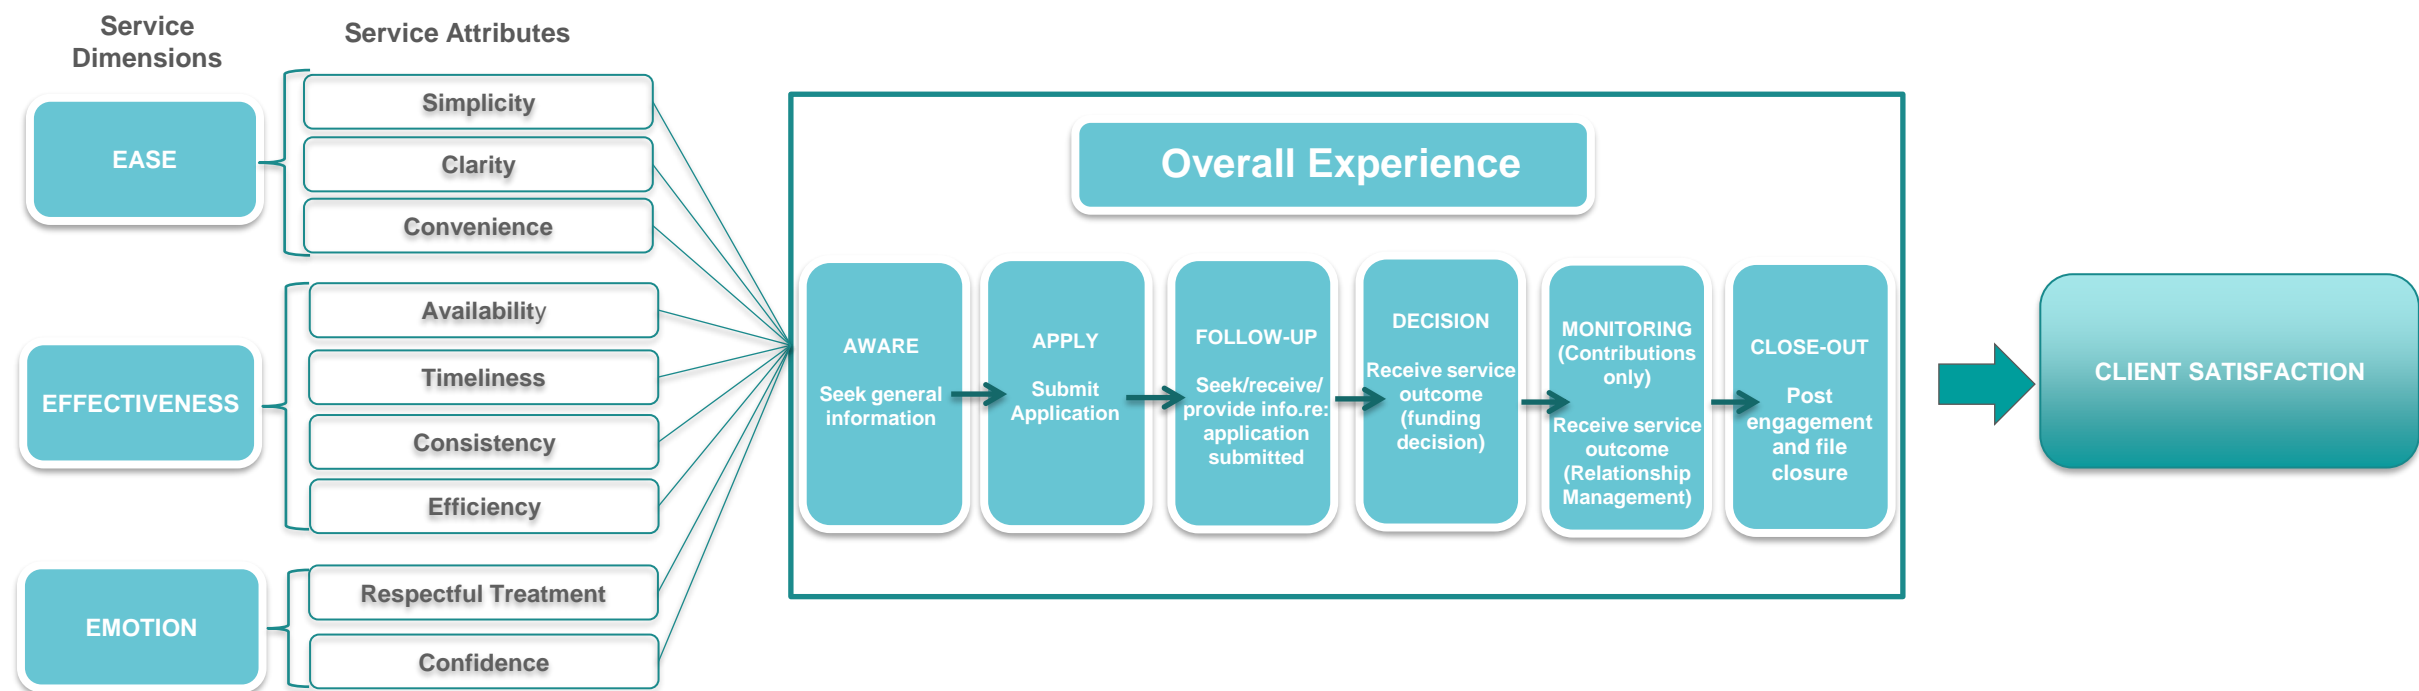 Service
Dimensions
Service Attributes
EASE
Simplicity
Clarity
Convenience
EFFECTIVENESS
Availability
Timeliness
Consistency
Efficiency
EMOTION
Respectful Treatment
Confidence
Overall Experience
AWARE
Seek general
information
APPLY
Submit
Application
FOLLOW-UP
Seek/receive/
provide info.re:
application
submitted
DECISION
Receive service
outcome
(funding
decision)
MONITORING
(Contributions
only)
Receive service
outcome
(Relationship
Management)
CLOSE-OUT
Post
engagement
and file
closure
CLIENT SATISFACTION